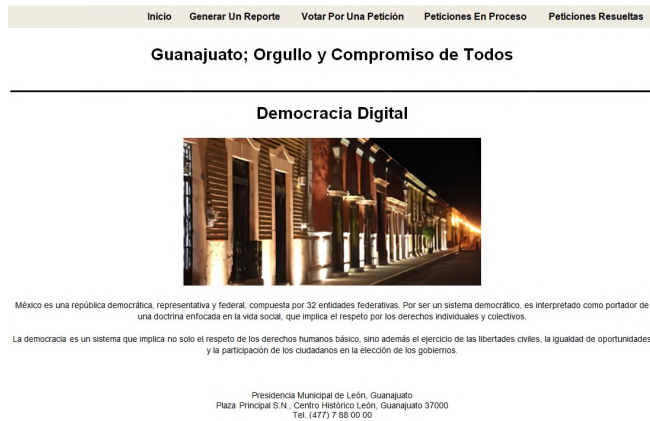 Inicio Generar Un Reporte Votar Por Una Petición Peticiones En Proceso Peticiones Resueltas
Guanajuato; Orgullo y Compromiso de Todos
Democracia Digital
México es una república democrática, representativa y federal, compuesta por 32 entidades federativas. Por ser un sistema democrático, es interpretado como portador de
una doctrina enfocada en la vida social, que implica el respeto por los derechos individuales y colectivos.
La democracia es un sistema que implica no solo el respeto de los derechos humanos básico, sino además el ejercicio de las libertades civiles, la igualdad de oportunidades
y la participación de los ciudadanos en la elección de los gobiernos.
Presidencia Municipal de León, Guanajuato
Plaza Principal S.N., Centro Histórico León, Guanajuato 37000
Tel. (477) 7 88 00 00